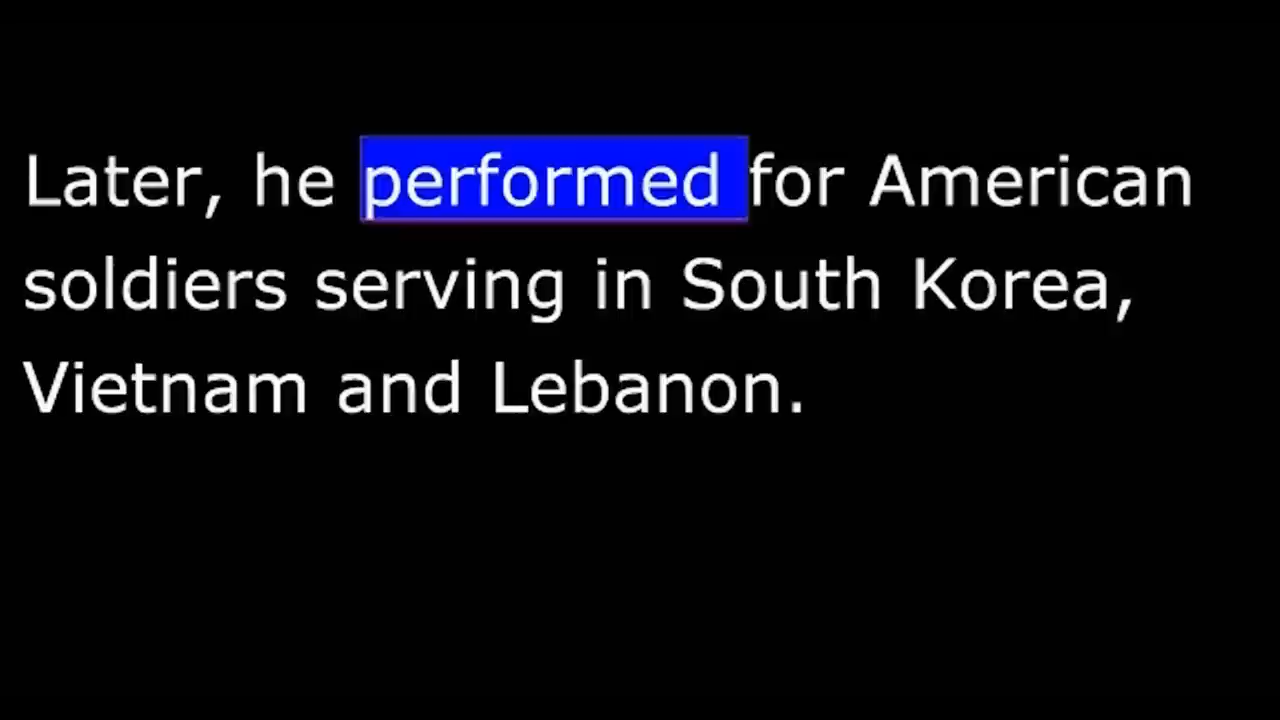 Later, he performed for American
soldiers serving in South Korea,
Vietnam and Lebanon.